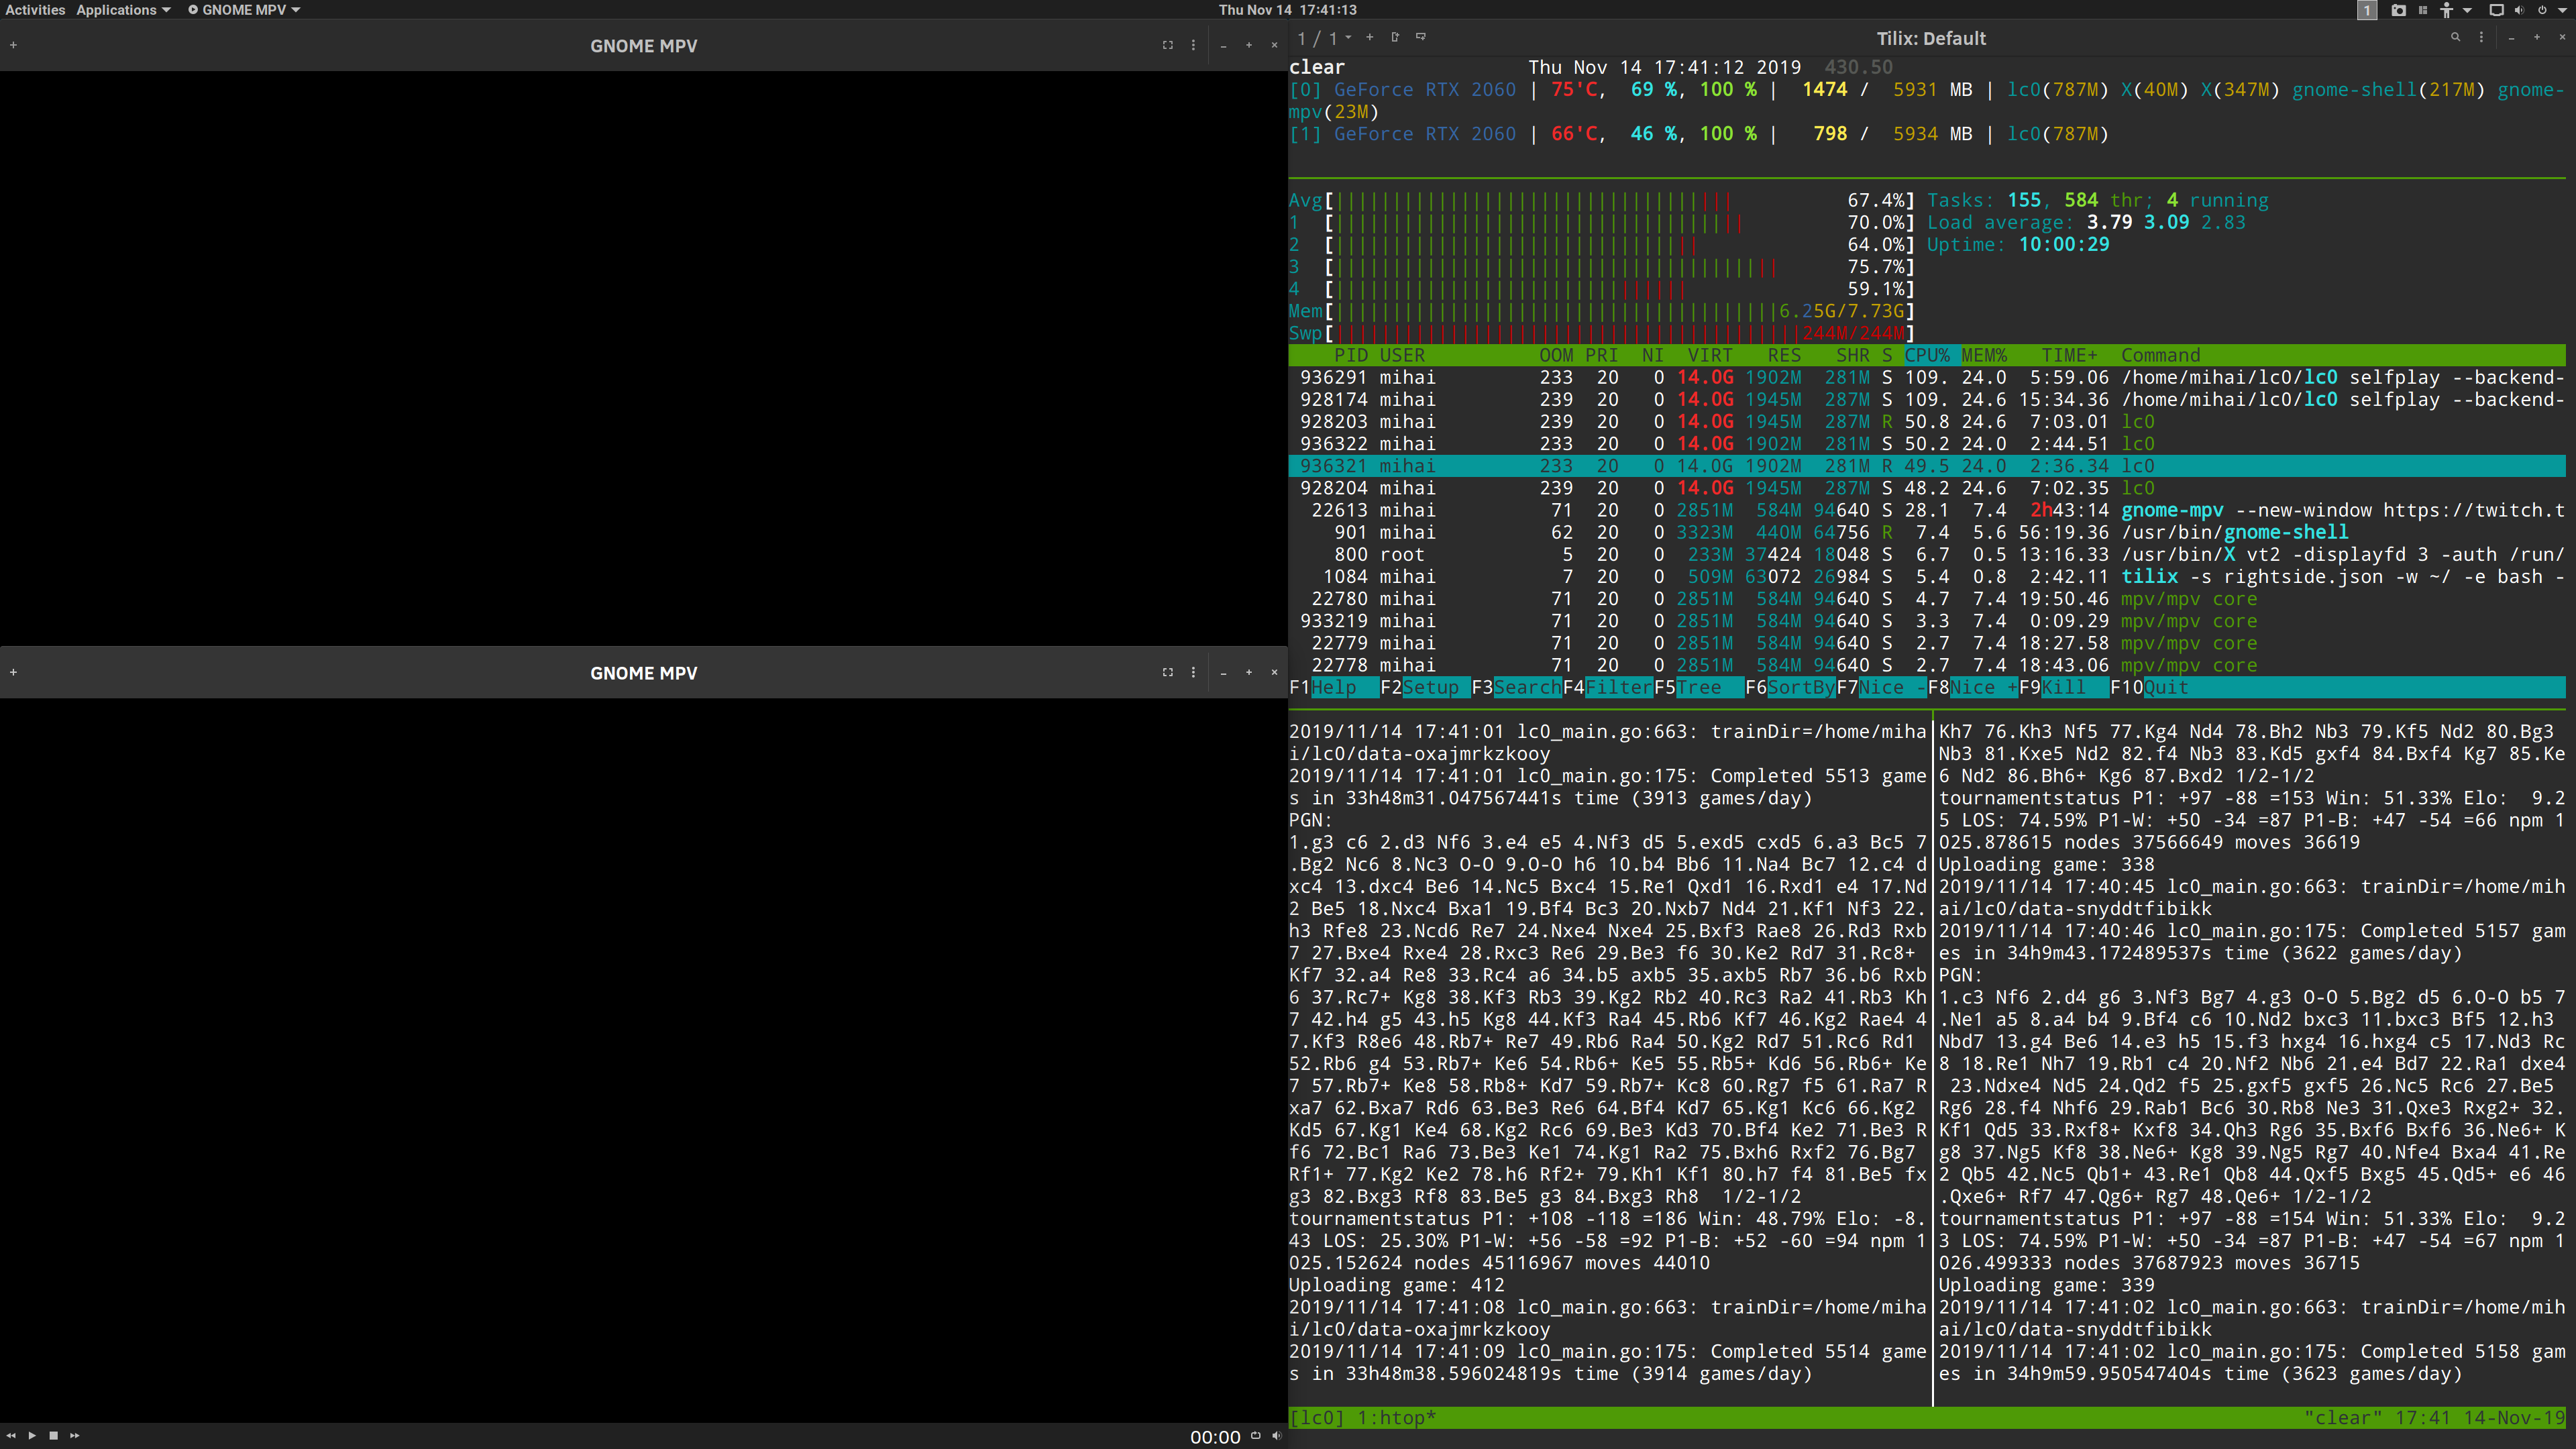 Activities Applications GNOME MPV Thu Nov 14 17:41:13 1
GNOME MPV
GNOME MPV
00:00
1 / 1 Tilix: Default
clear Thu Nov 14 17:41:12 2019 430.50
[0] GeForce RTX 2060 | 75'C, 69 %, 100 % | 1474 / 5931 MB | lc0(787M) X(40M) X(347M) gnome-shell(217M) gnome-
mpv(23M)
[1] GeForce RTX 2060 | 66'C, 46 %, 100 % | 798 / 5934 MB | lc0(787M)
Avg[ 67.4%] Tasks: 155, 584 thr; 4 running
1 [ 70.0%] Load average: 3.79 3.09 2.83
2 [ 64.0%] Uptime: 10:00:29
3 [ 75.7%]
4 [ 59.1%]
Mem[ 6.25G/7.73G]
Swp[ 244M/244M]
PID USER OOM PRI NI VIRT RES SHR S CPU% MEM% TIME+ Command
936291 mihai 233 20 0 14.0G 1902M 281M S 109. 24.0 5:59.06 /home/mihai/lc0/lc0 selfplay --backend-
928174 mihai 239 20 0 14.0G 1945M 287M S 109. 24.6 15:34.36 /home/mihai/lc0/lc0 selfplay --backend-
928203 mihai 239 20 0 14.0G 1945M 287M R 50.8 24.6 7:03.01 lc0
936322 mihai 233 20 0 14.0G 1902M 281M S 50.2 24.0 2:44.51 lc0
936321 mihai 233 20 0 14.0G 1902M 281M R 49.5 24.0 2:36.34 lc0
928204 mihai 239 20 0 14.0G 1945M 287M S 48.2 24.6 7:02.35 lc0
22613 mihai 71 20 0 2851M 584M 94640 S 28.1 7.4 2h43:14 gnome-mpv --new-window https://twitch.t
901 mihai 62 20 0 3323M 440M 64756 R 7.4 5.6 56:19.36 /usr/bin/gnome-shell
800 root 5 20 0 233M 37424 18048 S 6.7 0.5 13:16.33 /usr/bin/X vt2 -displayfd 3 -auth /run/
1084 mihai 7 20 0 509M 63072 26984 S 5.4 0.8 2:42.11 tilix -s rightside.json -w ~/ -e bash -
22780 mihai 71 20 0 2851M 584M 94640 S 4.7 7.4 19:50.46 mpv/mpv core
933219 mihai 71 20 0 2851M 584M 94640 S 3.3 7.4 0:09.29 mpv/mpv core
22779 mihai 71 20 0 2851M 584M 94640 S 2.7 7.4 18:27.58 mpv/mpv core
22778 mihai 71 20 0 2851M 584M 94640 S 2.7 7.4 18:43.06 mpv/mpv core
F1Help F2Setup F3SearchF4FilterF5Tree F6SortByF7Nice -F8Nice +F9Kill F10Quit
2019/11/14 17:41:01 lc0_main.go:663: trainDir=/home/miha
i/lc0/data-oxajmrkzkooy
2019/11/14 17:41:01 lc0_main.go:175: Completed 5513 game
s in 33h48m31.047567441s time (3913 games/day)
PGN:
1.g3 c6 2.d3 Nf6 3.e4 e5 4.Nf3 d5 5.exd5 cxd5 6.a3 Bc5 7
.Bg2 Nc6 8.Nc3 O-O 9.O-O h6 10.b4 Bb6 11.Na4 Bc7 12.c4 d
xc4 13.dxc4 Be6 14.Nc5 Bxc4 15.Re1 Qxd1 16.Rxd1 e4 17.Nd
2 Be5 18.Nxc4 Bxa1 19.Bf4 Bc3 20.Nxb7 Nd4 21.Kf1 Nf3 22.
h3 Rfe8 23.Ncd6 Re7 24.Nxe4 Nxe4 25.Bxf3 Rae8 26.Rd3 Rxb
7 27.Bxe4 Rxe4 28.Rxc3 Re6 29.Be3 f6 30.Ke2 Rd7 31.Rc8+
Kf7 32.a4 Re8 33.Rc4 a6 34.b5 axb5 35.axb5 Rb7 36.b6 Rxb
6 37.Rc7+ Kg8 38.Kf3 Rb3 39.Kg2 Rb2 40.Rc3 Ra2 41.Rb3 Kh
7 42.h4 g5 43.h5 Kg8 44.Kf3 Ra4 45.Rb6 Kf7 46.Kg2 Rae4 4
7.Kf3 R8e6 48.Rb7+ Re7 49.Rb6 Ra4 50.Kg2 Rd7 51.Rc6 Rd1
52.Rb6 g4 53.Rb7+ Ke6 54.Rb6+ Ke5 55.Rb5+ Kd6 56.Rb6+ Ke
7 57.Rb7+ Ke8 58.Rb8+ Kd7 59.Rb7+ Kc8 60.Rg7 f5 61.Ra7 R
xa7 62.Bxa7 Rd6 63.Be3 Re6 64.Bf4 Kd7 65.Kg1 Kc6 66.Kg2
Kd5 67.Kg1 Ke4 68.Kg2 Rc6 69.Be3 Kd3 70.Bf4 Ke2 71.Be3 R
f6 72.Bc1 Ra6 73.Be3 Ke1 74.Kg1 Ra2 75.Bxh6 Rxf2 76.Bg7
Rf1+ 77.Kg2 Ke2 78.h6 Rf2+ 79.Kh1 Kf1 80.h7 f4 81.Be5 fx
g3 82.Bxg3 Rf8 83.Be5 g3 84.Bxg3 Rh8 1/2-1/2
tournamentstatus P1: +108 -118 =186 Win: 48.79% Elo: -8.
43 LOS: 25.30% P1-W: +56 -58 =92 P1-B: +52 -60 =94 npm 1
025.152624 nodes 45116967 moves 44010
Uploading game: 412
2019/11/14 17:41:08 lc0_main.go:663: trainDir=/home/miha
i/lc0/data-oxajmrkzkooy
2019/11/14 17:41:09 lc0_main.go:175: Completed 5514 game
s in 33h48m38.596024819s time (3914 games/day)
Kh7 76.Kh3 Nf5 77.Kg4 Nd4 78.Bh2 Nb3 79.Kf5 Nd2 80.Bg3
Nb3 81.Kxe5 Nd2 82.f4 Nb3 83.Kd5 gxf4 84.Bxf4 Kg7 85.Ke
6 Nd2 86.Bh6+ Kg6 87.Bxd2 1/2-1/2
tournamentstatus P1: +97 -88 =153 Win: 51.33% Elo: 9.2
5 LOS: 74.59% P1-W: +50 -34 =87 P1-B: +47 -54 =66 npm 1
025.878615 nodes 37566649 moves 36619
Uploading game: 338
2019/11/14 17:40:45 lc0_main.go:663: trainDir=/home/mih
ai/lc0/data-snyddtfibikk
2019/11/14 17:40:46 lc0_main.go:175: Completed 5157 gam
es in 34h9m43.172489537s time (3622 games/day)
PGN:
1.c3 Nf6 2.d4 g6 3.Nf3 Bg7 4.g3 O-O 5.Bg2 d5 6.O-O b5 7
.Ne1 a5 8.a4 b4 9.Bf4 c6 10.Nd2 bxc3 11.bxc3 Bf5 12.h3
Nbd7 13.g4 Be6 14.e3 h5 15.f3 hxg4 16.hxg4 c5 17.Nd3 Rc
8 18.Re1 Nh7 19.Rb1 c4 20.Nf2 Nb6 21.e4 Bd7 22.Ra1 dxe4
23.Ndxe4 Nd5 24.Qd2 f5 25.gxf5 gxf5 26.Nc5 Rc6 27.Be5
Rg6 28.f4 Nhf6 29.Rab1 Bc6 30.Rb8 Ne3 31.Qxe3 Rxg2+ 32.
Kf1 Qd5 33.Rxf8+ Kxf8 34.Qh3 Rg6 35.Bxf6 Bxf6 36.Ne6+ K
g8 37.Ng5 Kf8 38.Ne6+ Kg8 39.Ng5 Rg7 40.Nfe4 Bxa4 41.Re
2 Qb5 42.Nc5 Qb1+ 43.Re1 Qb8 44.Qxf5 Bxg5 45.Qd5+ e6 46
.Qxe6+ Rf7 47.Qg6+ Rg7 48.Qe6+ 1/2-1/2
tournamentstatus P1: +97 -88 =154 Win: 51.33% Elo: 9.2
3 LOS: 74.59% P1-W: +50 -34 =87 P1-B: +47 -54 =67 npm 1
026.499333 nodes 37687923 moves 36715
Uploading game: 339
2019/11/14 17:41:02 lc0_main.go:663: trainDir=/home/mih
ai/lc0/data-snyddtfibikk
2019/11/14 17:41:02 lc0_main.go:175: Completed 5158 gam
es in 34h9m59.950547404s time (3623 games/day)
[lc0] 1:htop* "clear" 17:41 14-Nov-19